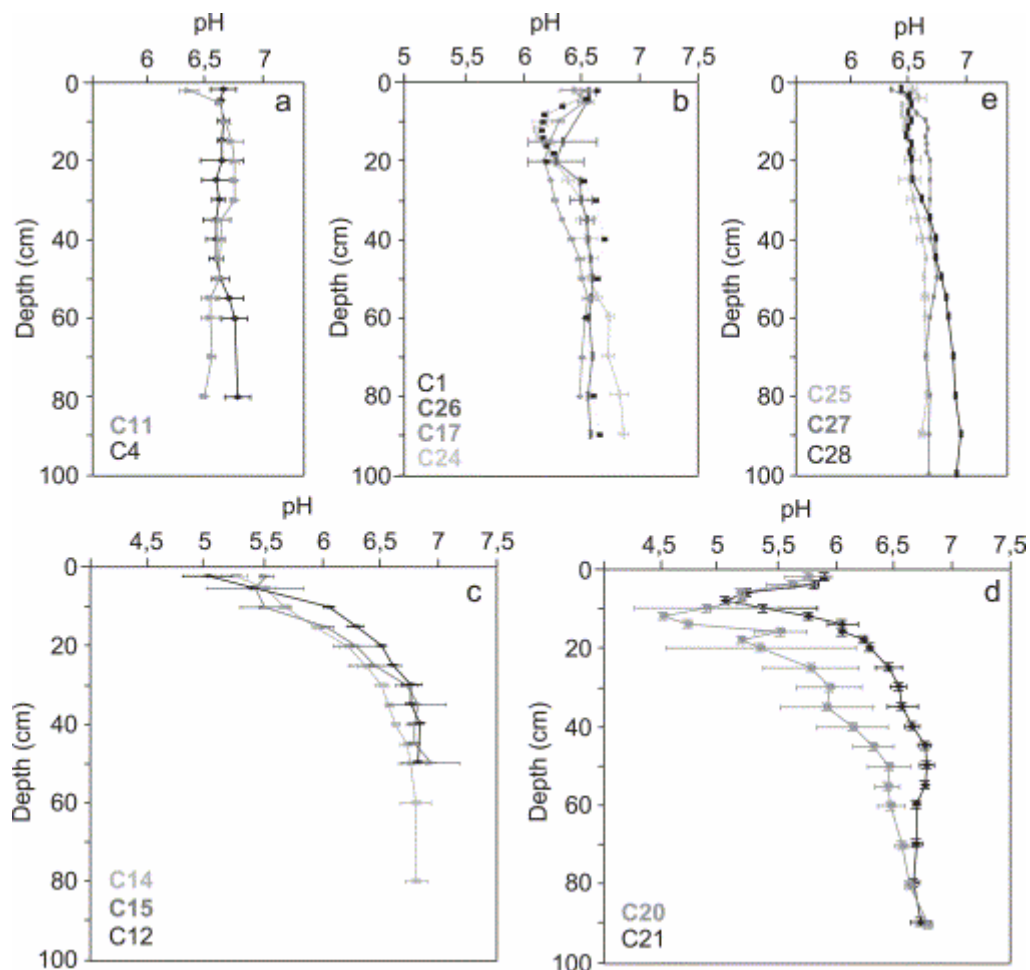 pH
6 6,5 7
0
20
40
60
80
100
Depth (cm)
a
C11
C4
pH
5 5,5 6 6,5 7 7,5
0
20
40
60
80
100
Depth (cm)
b
C1
C26
C17
C24
pH
6 6,5 7
0
20
40
60
80
100
Depth (cm)
e
C25
C27
C28
pH
4,5 5 5,5 6 6,5 7 7,5
0
20
40
60
80
100
Depth (cm)
c
C14
C15
C12
pH
4,5 5 5,5 6 6,5 7 7,5
0
20
40
60
80
100
Depth (cm)
d
C20
C21